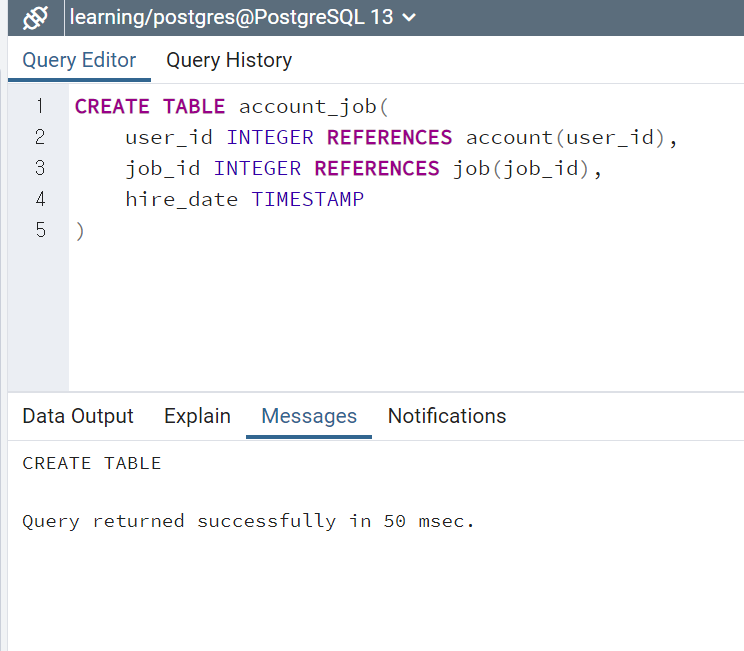 learning/postgres@PostgreSQL 13
Query Editor Query History
1 CREATE TABLE account_job(
2 user_id INTEGER REFERENCES account(user_id),
3 job_id INTEGER REFERENCES job(job_id),
4 hire_date TIMESTAMP
5 )
Data Output Explain Messages Notifications
CREATE TABLE
Query returned successfully in 50 msec.